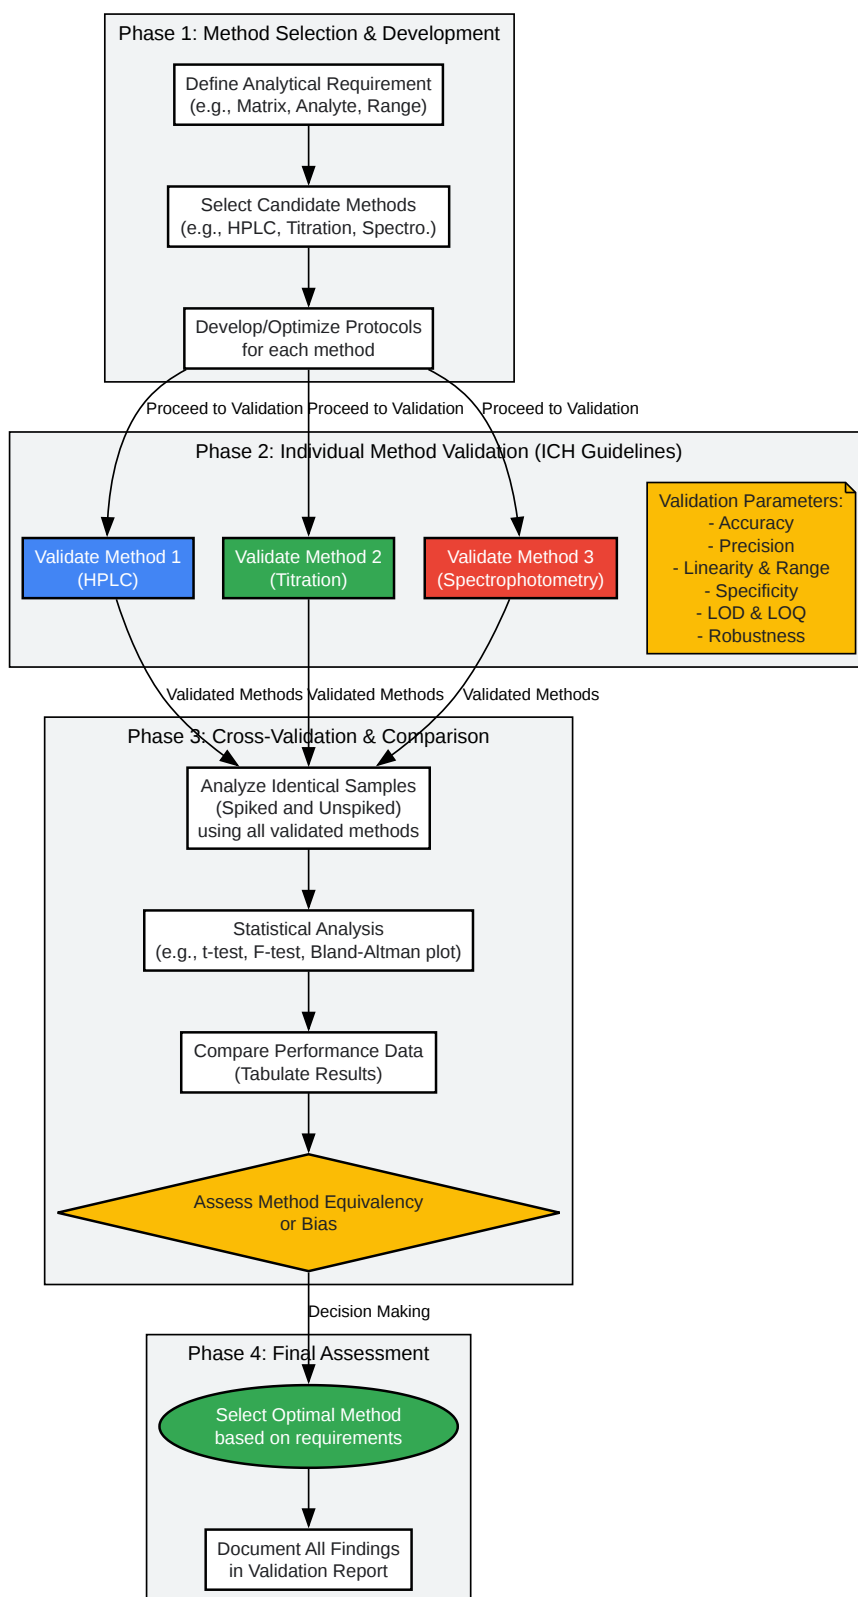 Phase 1: Method Selection & Development
Define Analytical Requirement
(e.g., Matrix, Analyte, Range)
Select Candidate Methods
(e.g., HPLC, Titration, Spectro.)
Develop/Optimize Protocols
for each method
Proceed to Validation
Proceed to Validation
Proceed to Validation
Phase 2: Individual Method Validation (ICH Guidelines)
Validate Method 1
(HPLC)
Validate Method 2
(Titration)
Validate Method 3
(Spectrophotometry)
Validation Parameters:
- Accuracy
- Precision
- Linearity & Range
- Specificity
- LOD & LOQ
- Robustness
Validated Methods
Validated Methods
Validated Methods
Phase 3: Cross-Validation & Comparison
Analyze Identical Samples
(Spiked and Unspiked)
using all validated methods
Statistical Analysis
(e.g., t-test, F-test, Bland-Altman plot)
Compare Performance Data
(Tabulate Results)
Assess Method Equivalency
or Bias
Decision Making
Phase 4: Final Assessment
Select Optimal Method
based on requirements
Document All Findings
in Validation Report